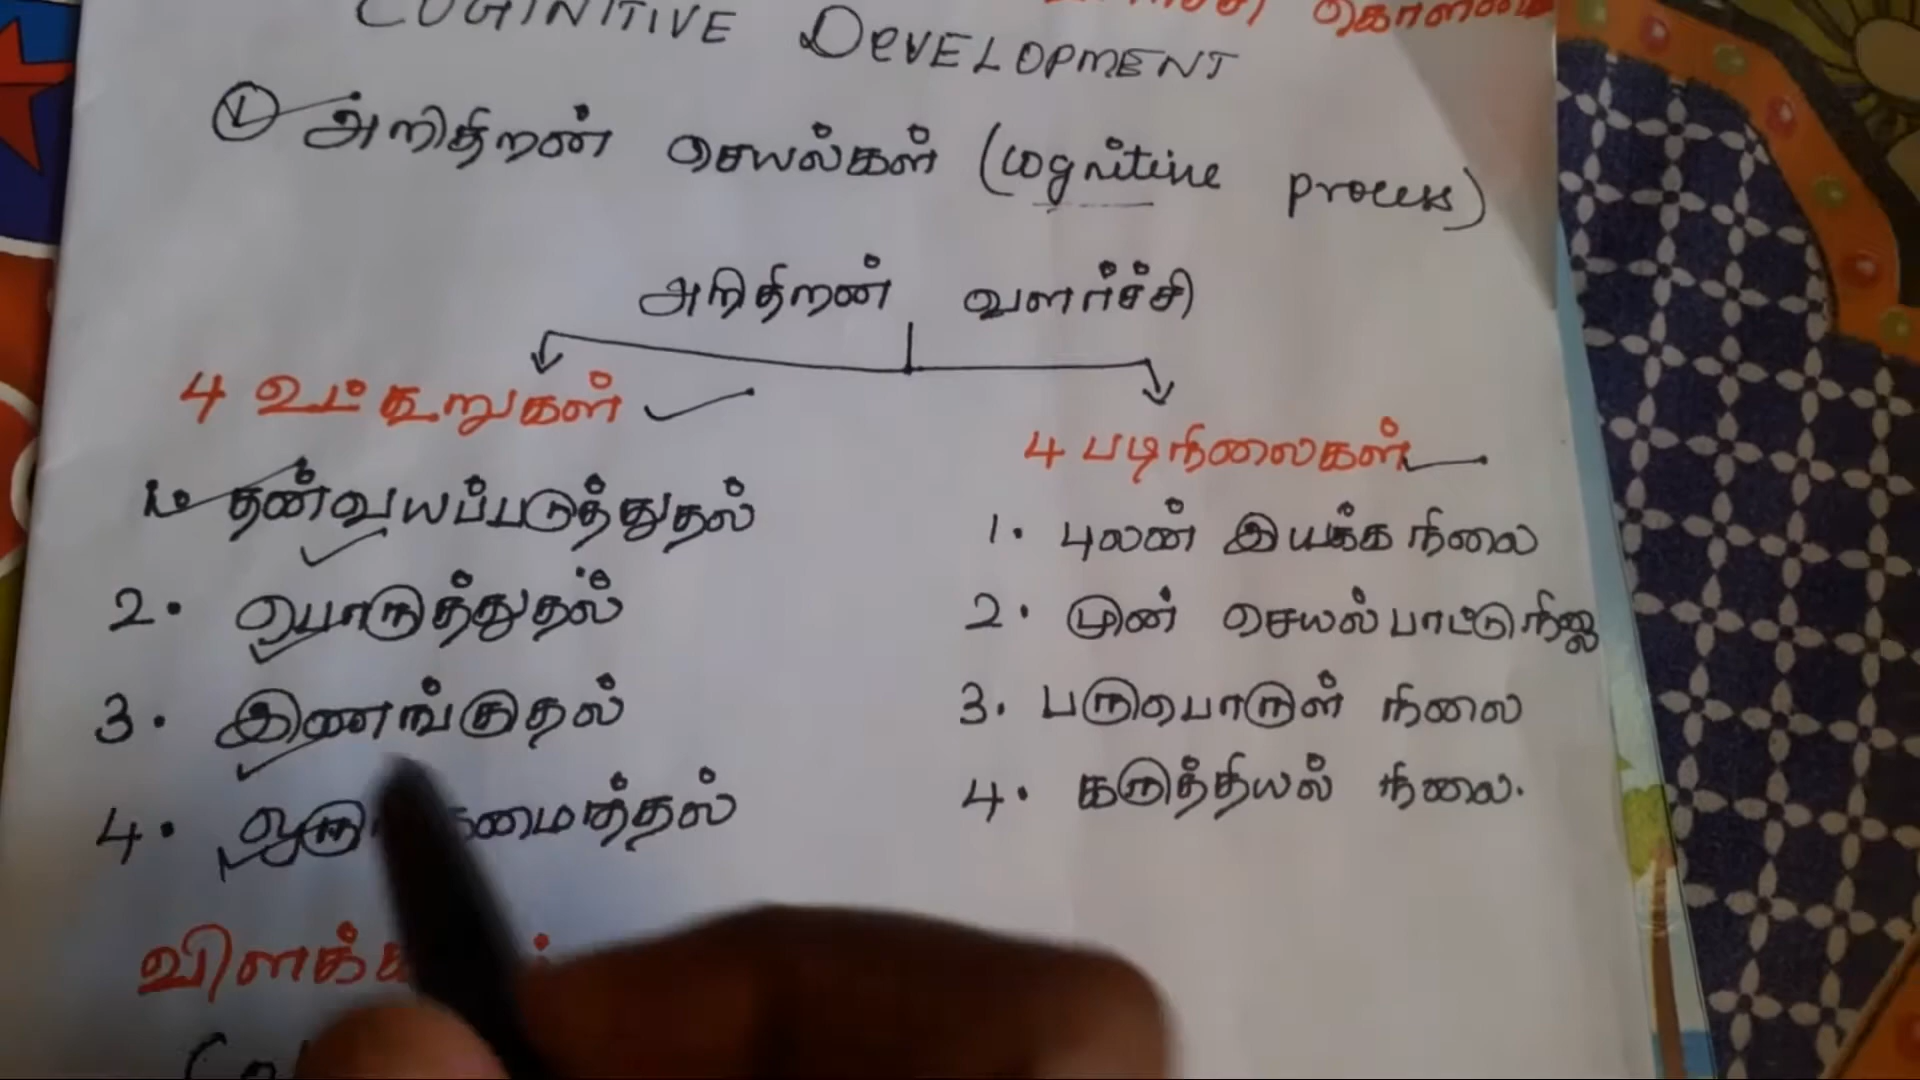 கொள்கை
COGINITIVE DEVELOPMENT
① அறிதிறன் செயல்கள் (cognitive process)
அறிதிறன் வளர்ச்சி
4 உட்கூறுகள்
1. தன்வயப்படுத்துதல்
2. பொருத்துதல்
3. இணங்குதல்
4.
4 படிநிலைகள்
1. புலன் இயக்க நிலை
2. முன் செயல்பாட்டு நிலை
3. பருபொருள் நிலை
4. கருத்தியல் நிலை.